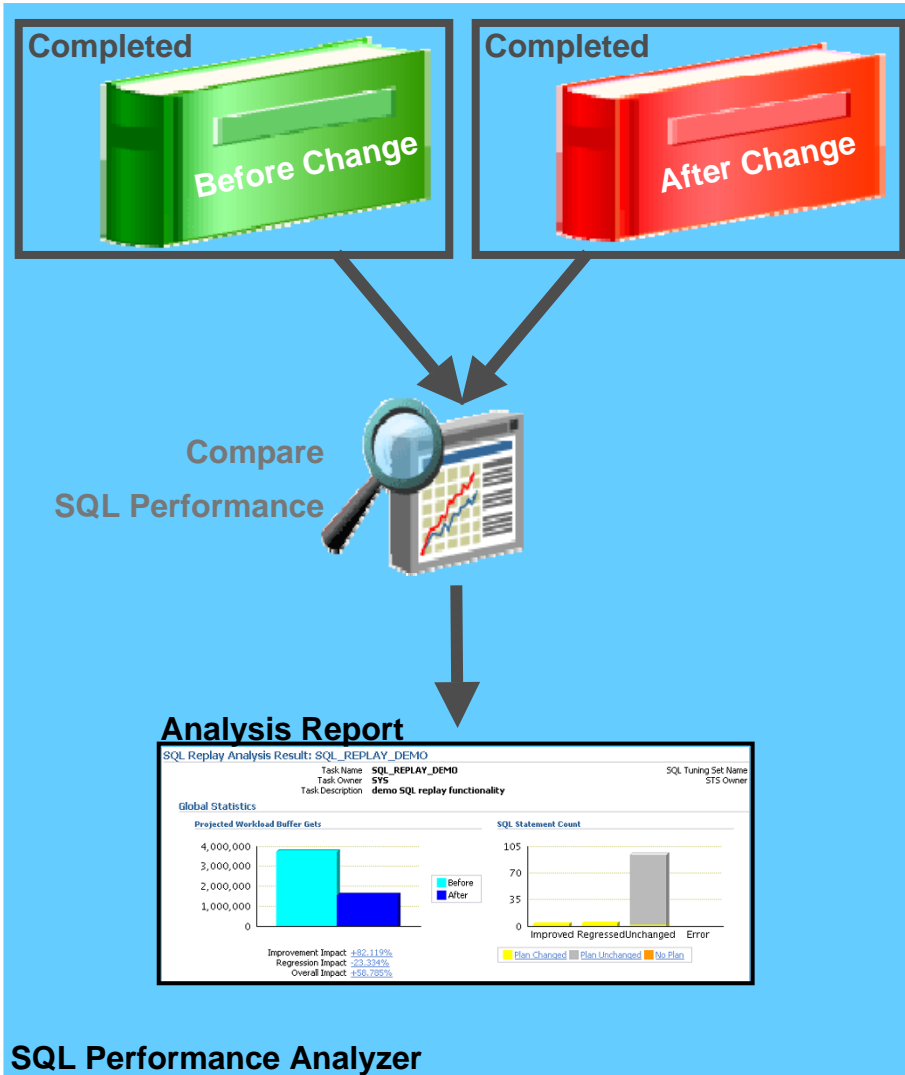 Completed
Before Change
Completed
After Change
Compare
SQL Performance
Analysis Report
SQL Replay Analysis Result: SQL_REPLAY_DEMO
Task Name SQL_REPLAY_DEMO
Task Owner SYS
Task Description demo SQL replay functionality
SQL Tuning Set Name
STS Owner
Global Statistics
Projected Workload Buffer Gets
4,000,000
3,000,000
2,000,000
1,000,000
0
Before
After
Improvement Impact +82.119%
Regression Impact -23.334%
Overall Impact +58.785%
SQL Statement Count
105
70
35
0
Improved Regressed Unchanged Error
Plan Changed Plan Unchanged No Plan
SQL Performance Analyzer